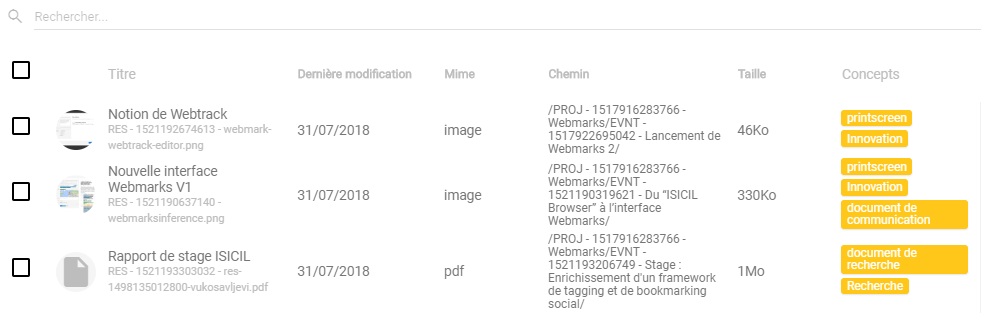 Rechercher...
Titre
Dernière modification
Mime
Chemin
Taille
Concepts
Notion de Webtrack
RES - 1521192674613 - webmark-
webtrack-editor.png
31/07/2018
image
/PROJ - 1517916283766 -
Webmarks/EVNT -
1517922695042 - Lancement de
Webmarks 2/
46Ko
printscreen
Innovation
Nouvelle interface
Webmarks V1
RES - 1521190637140 -
webmarksinference.png
31/07/2018
image
/PROJ - 1517916283766 -
Webmarks/EVNT -
1521190319621 - Du “ISICIL
Browser” à l'interface
Webmarks/
330Ko
printscreen
Innovation
document de
communication
Rapport de stage ISICIL
RES - 1521193303032 - res-
1498135012800-vukosavljevi.pdf
31/07/2018
pdf
/PROJ - 1517916283766 -
Webmarks/EVNT -
1521193206749 - Stage :
Enrichissement d'un framework
de tagging et de bookmarking
social/
1Mo
document de
recherche
Recherche